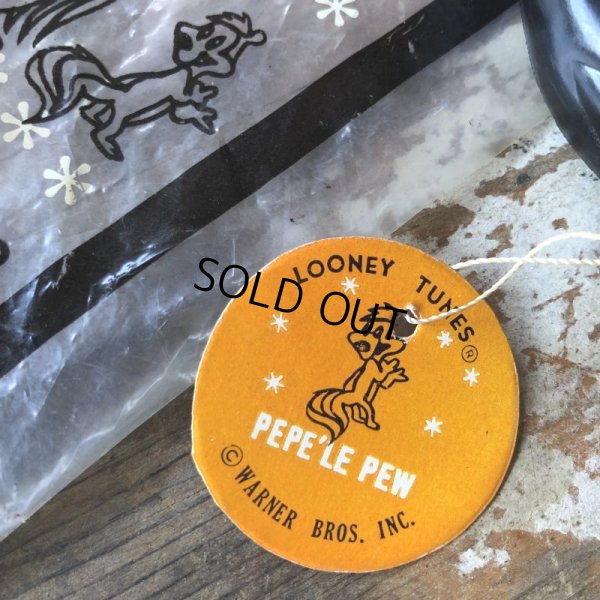 LOONEY TUNES®
SOLD OUT
PEPE'LE PEW
© WARNER BROS. INC.